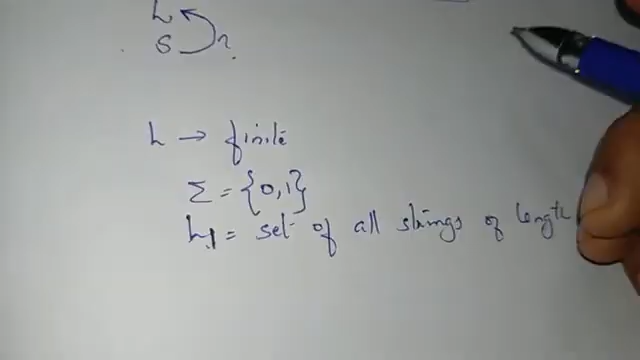 L
S ?
L → finite
Σ = {0,1}
L1 = set of all strings of length